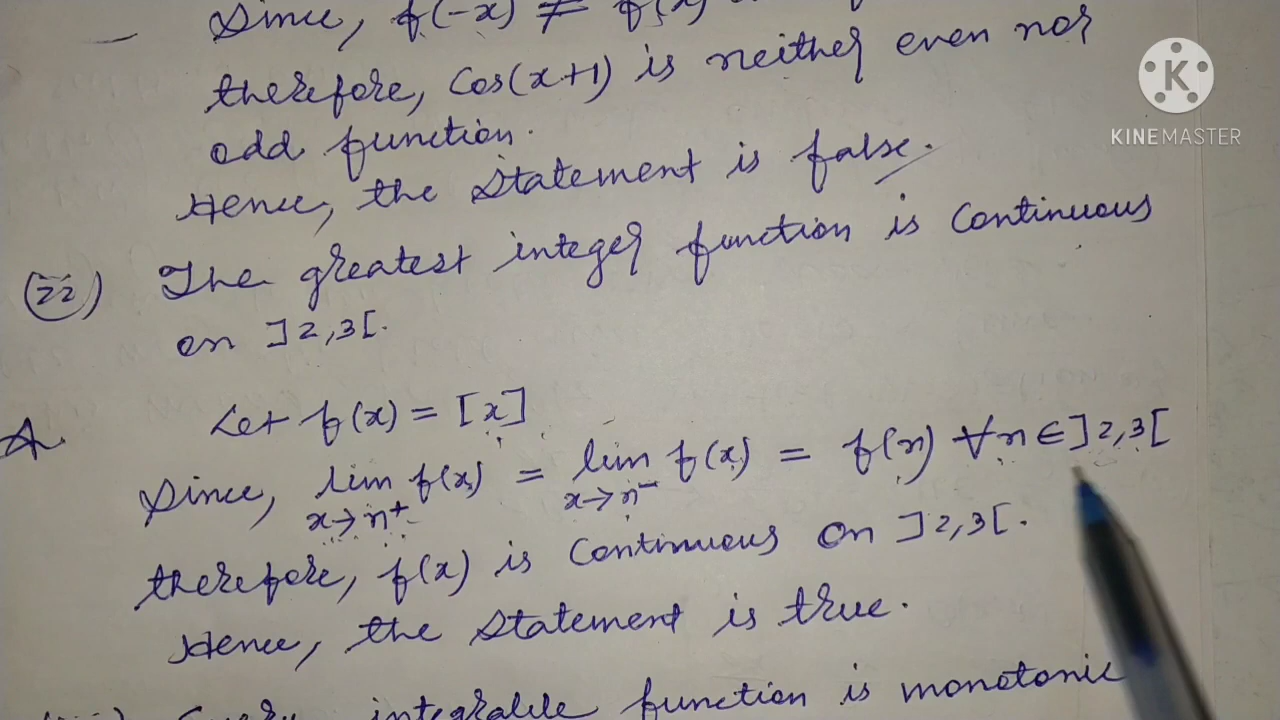 Since, f(-x) ≠ f(x)
therefore, Cos(x+1) is neither even nor
odd function.
Hence, the statement is false.
(ii) The greatest integer function is continuous
on ]2,3[.
A. Let f(x) = [x]
Since, lim x→n+ f(x) = lim x→n- f(x) = f(n) ∀n∈]2,3[
therefore, f(x) is continuous on ]2,3[.
Hence, the statement is true.
integrable function is monotonic
K
KINEMASTER